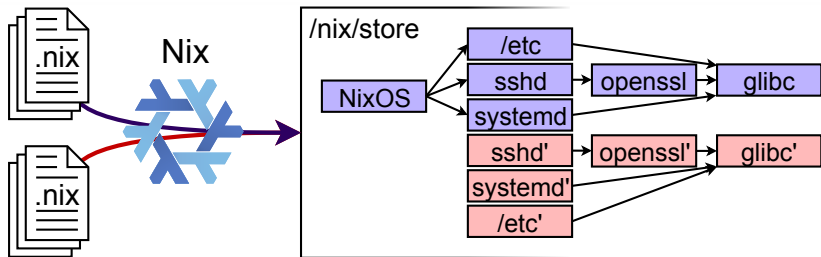 .nix
Nix
.nix
/nix/store
NixOS
/etc
sshd
openssl
glibc
systemd
sshd'
openssl'
glibc'
systemd'
/etc'